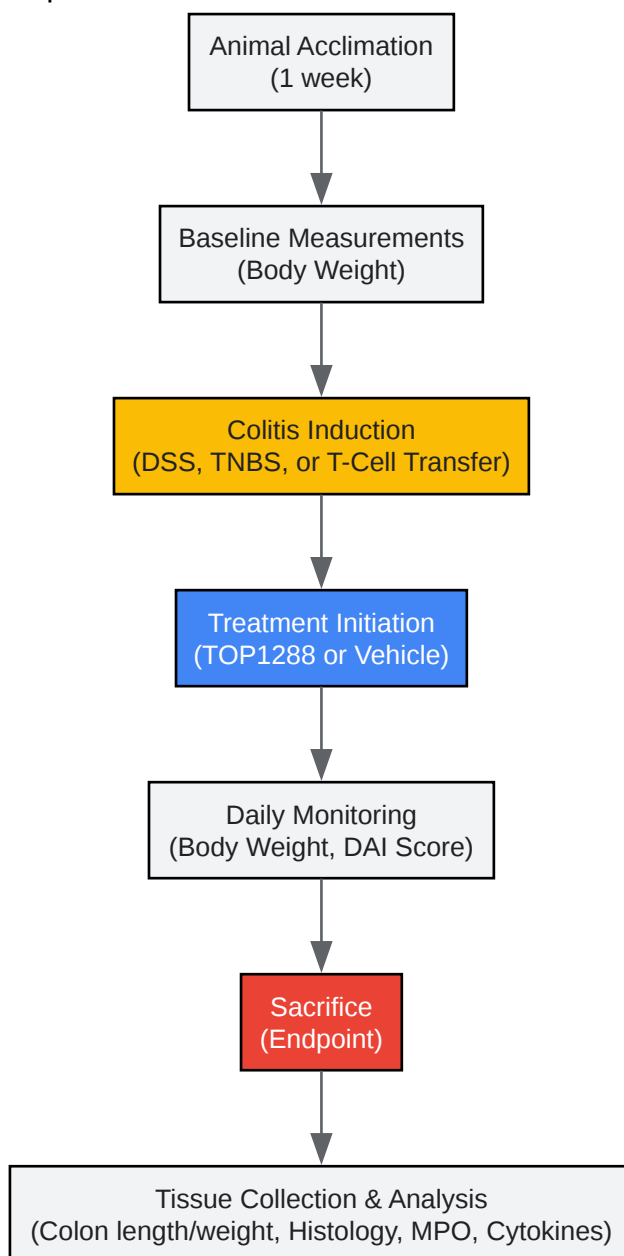 Animal Acclimation
(1 week)
Baseline Measurements
(Body Weight)
Colitis Induction
(DSS, TNBS, or T-Cell Transfer)
Treatment Initiation
(TOP1288 or Vehicle)
Daily Monitoring
(Body Weight, DAI Score)
Sacrifice
(Endpoint)
Tissue Collection & Analysis
(Colon length/weight, Histology, MPO, Cytokines)